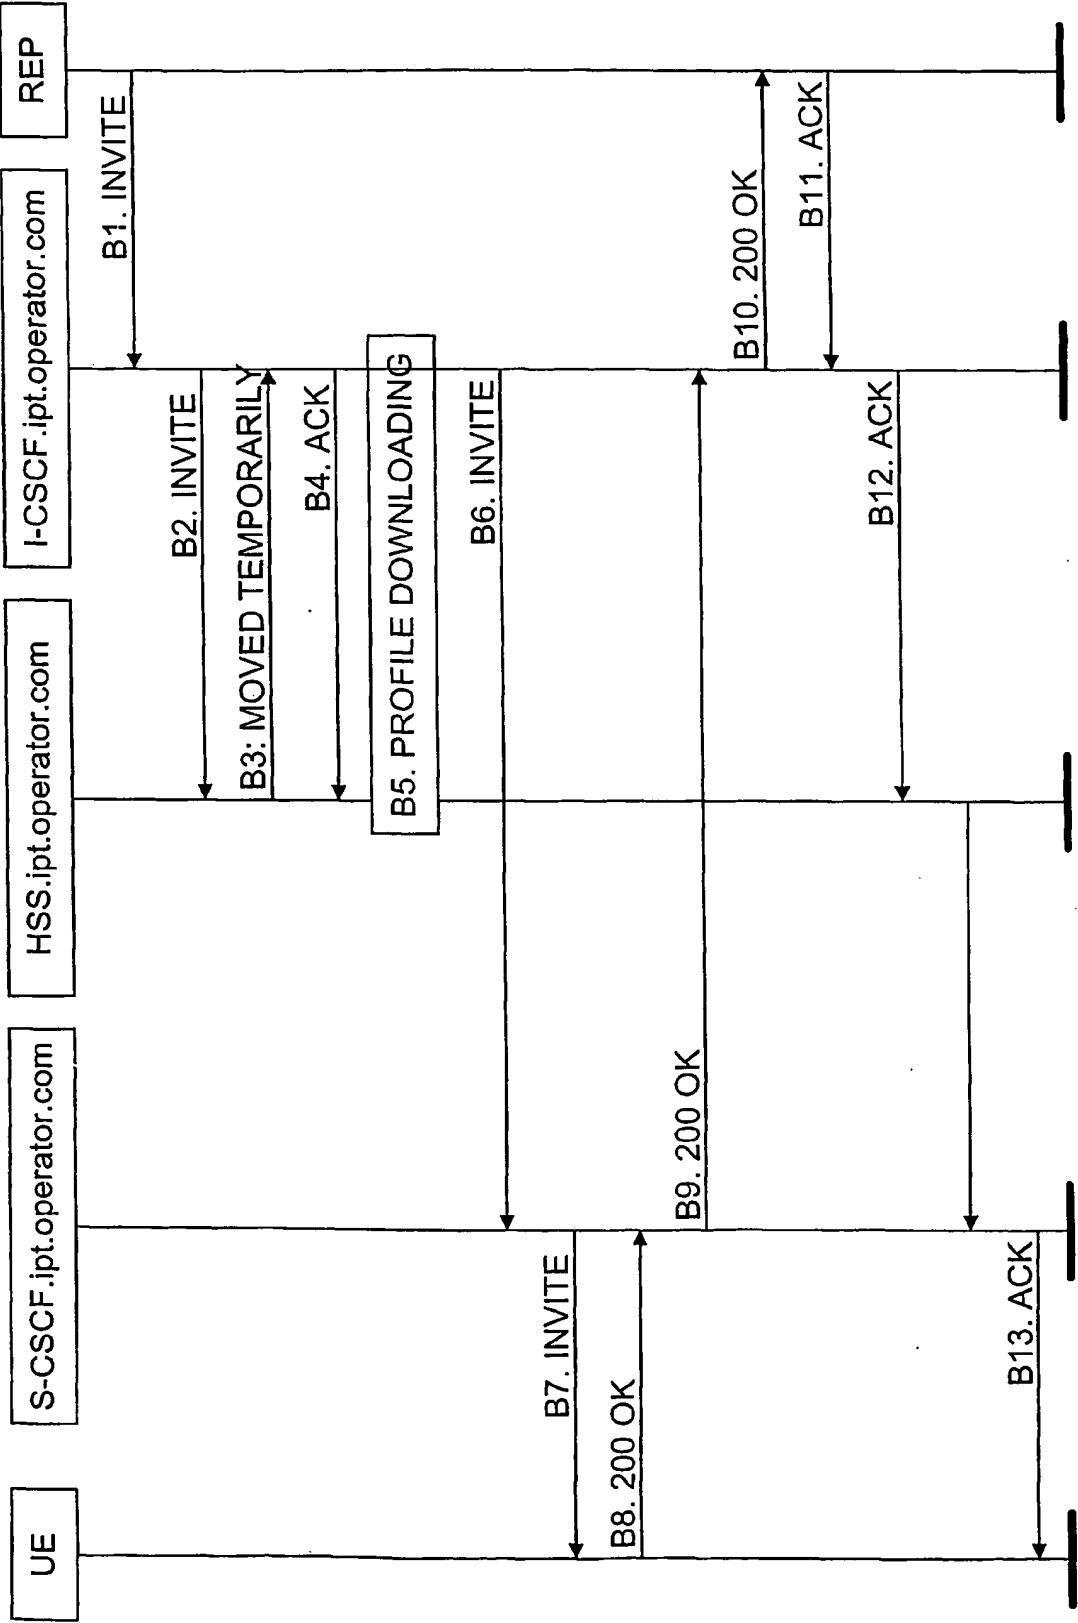 UE
S-CSCF.ipt.operator.com
HSS.ipt.operator.com
I-CSCF.ipt.operator.com
REP
B1. INVITE
B2. INVITE
B3: MOVED TEMPORARILY
B4. ACK
B5. PROFILE DOWNLOADING
B6. INVITE
B7. INVITE
B8. 200 OK
B9. 200 OK
B10. 200 OK
B11. ACK
B12. ACK
B13. ACK